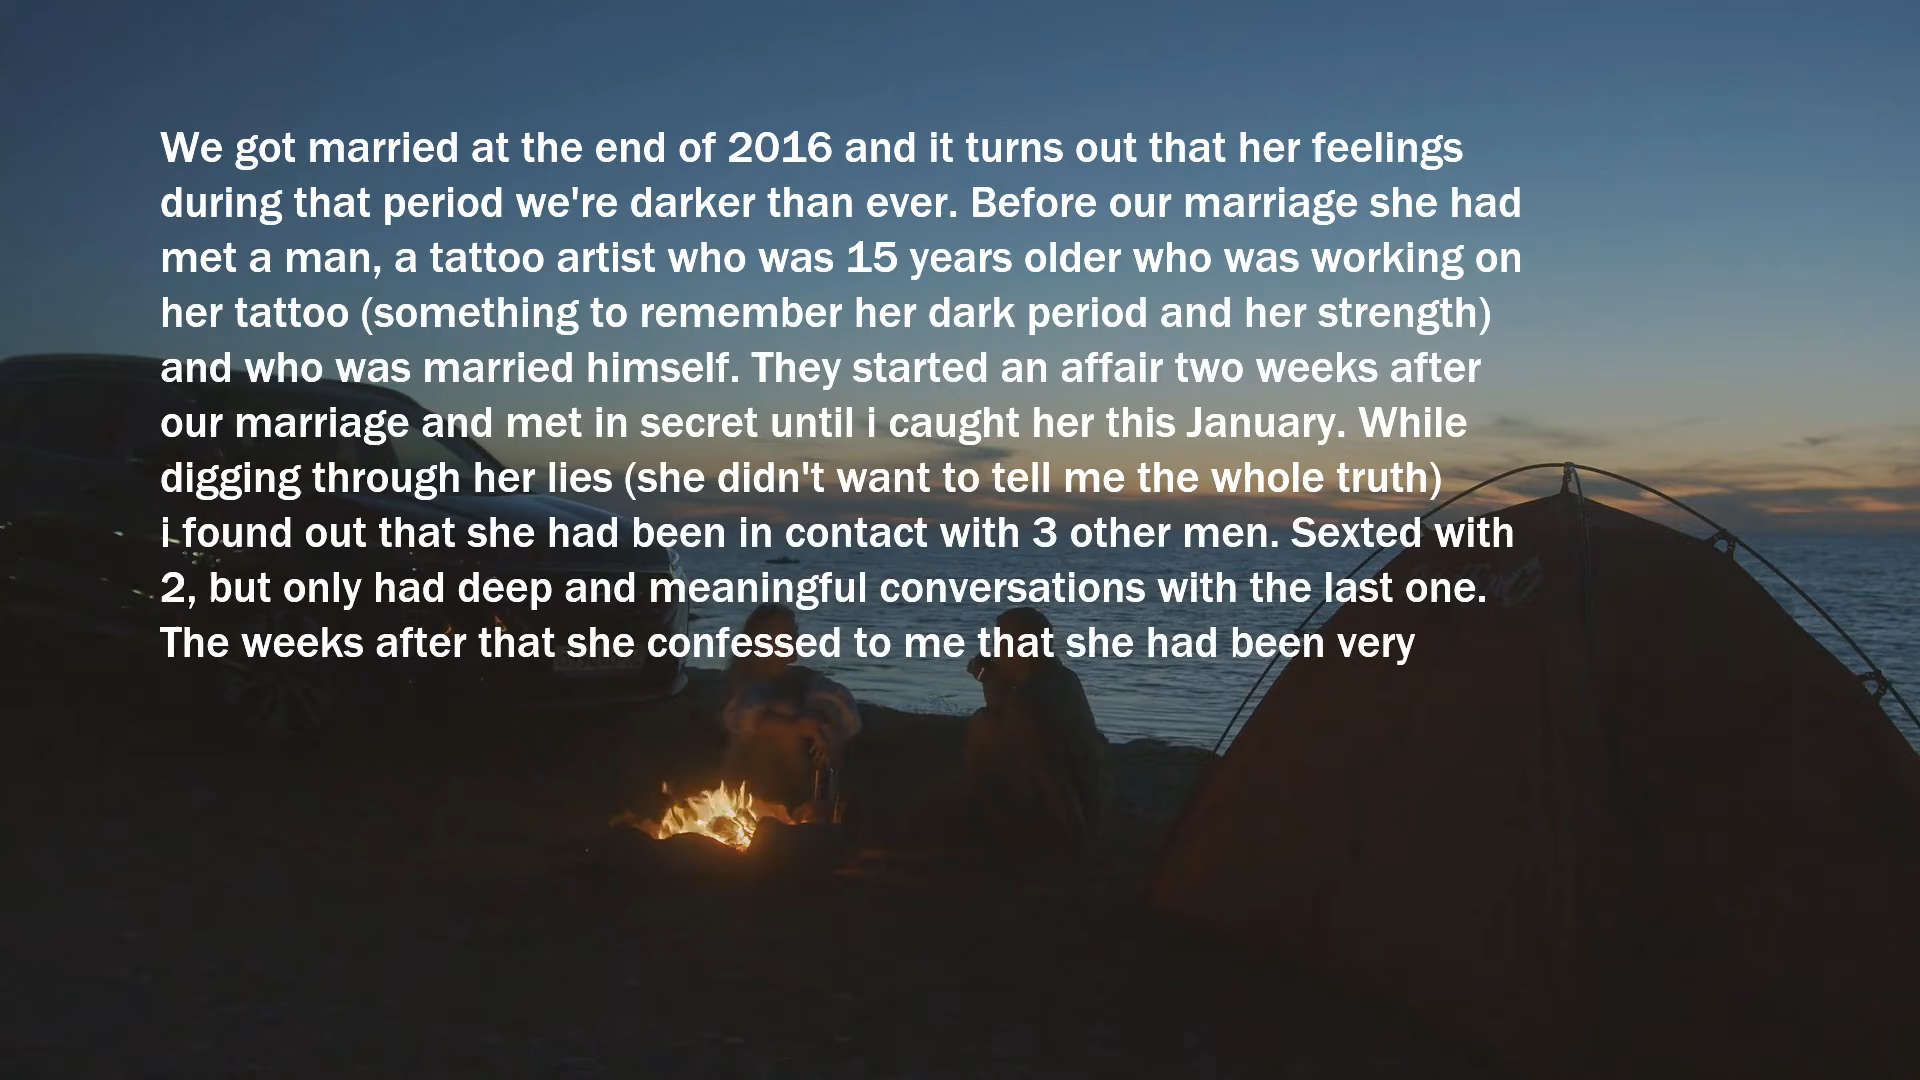 We got married at the end of 2016 and it turns out that her feelings
during that period we're darker than ever. Before our marriage she had
met a man, a tattoo artist who was 15 years older who was working on
her tattoo (something to remember her dark period and her strength)
and who was married himself. They started an affair two weeks after
our marriage and met in secret until i caught her this January. While
digging through her lies (she didn't want to tell me the whole truth)
i found out that she had been in contact with 3 other men. Sexted with
2, but only had deep and meaningful conversations with the last one.
The weeks after that she confessed to me that she had been very